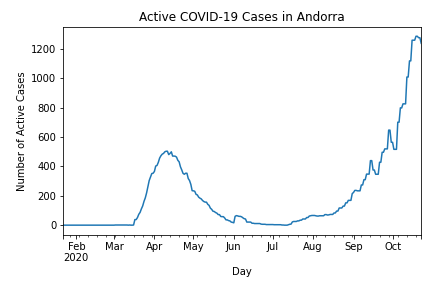 Active COVID-19 Cases in Andorra
Number of Active Cases
1200
1000
800
600
400
200
0
Feb Mar Apr May Jun Jul Aug Sep Oct
2020
Day